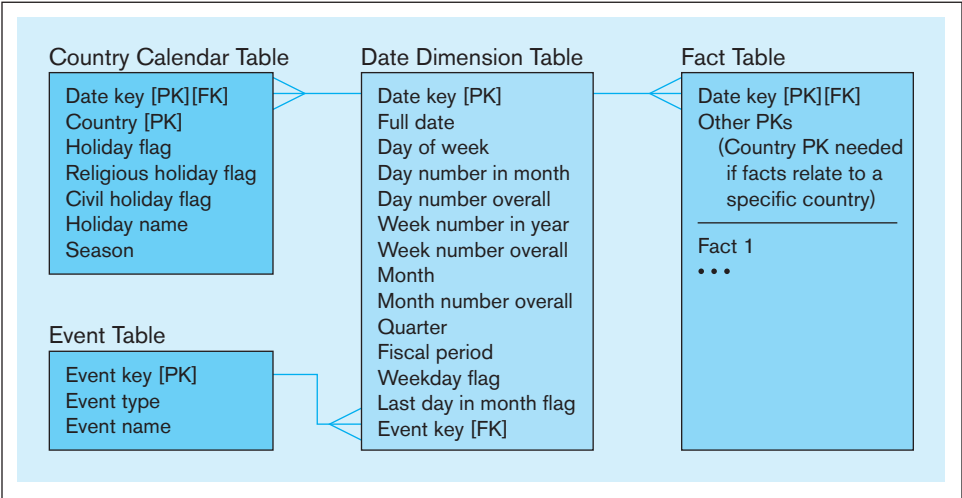 Country Calendar Table
Date key [PK][FK]
Country [PK]
Holiday flag
Religious holiday flag
Civil holiday flag
Holiday name
Season
Event Table
Event key [PK]
Event type
Event name
Date Dimension Table
Date key [PK]
Full date
Day of week
Day number in month
Day number overall
Week number in year
Week number overall
Month
Month number overall
Quarter
Fiscal period
Weekday flag
Last day in month flag
Event key [FK]
Fact Table
Date key [PK][FK]
Other PKs
(Country PK needed
if facts relate to a
specific country)
Fact 1
• • •